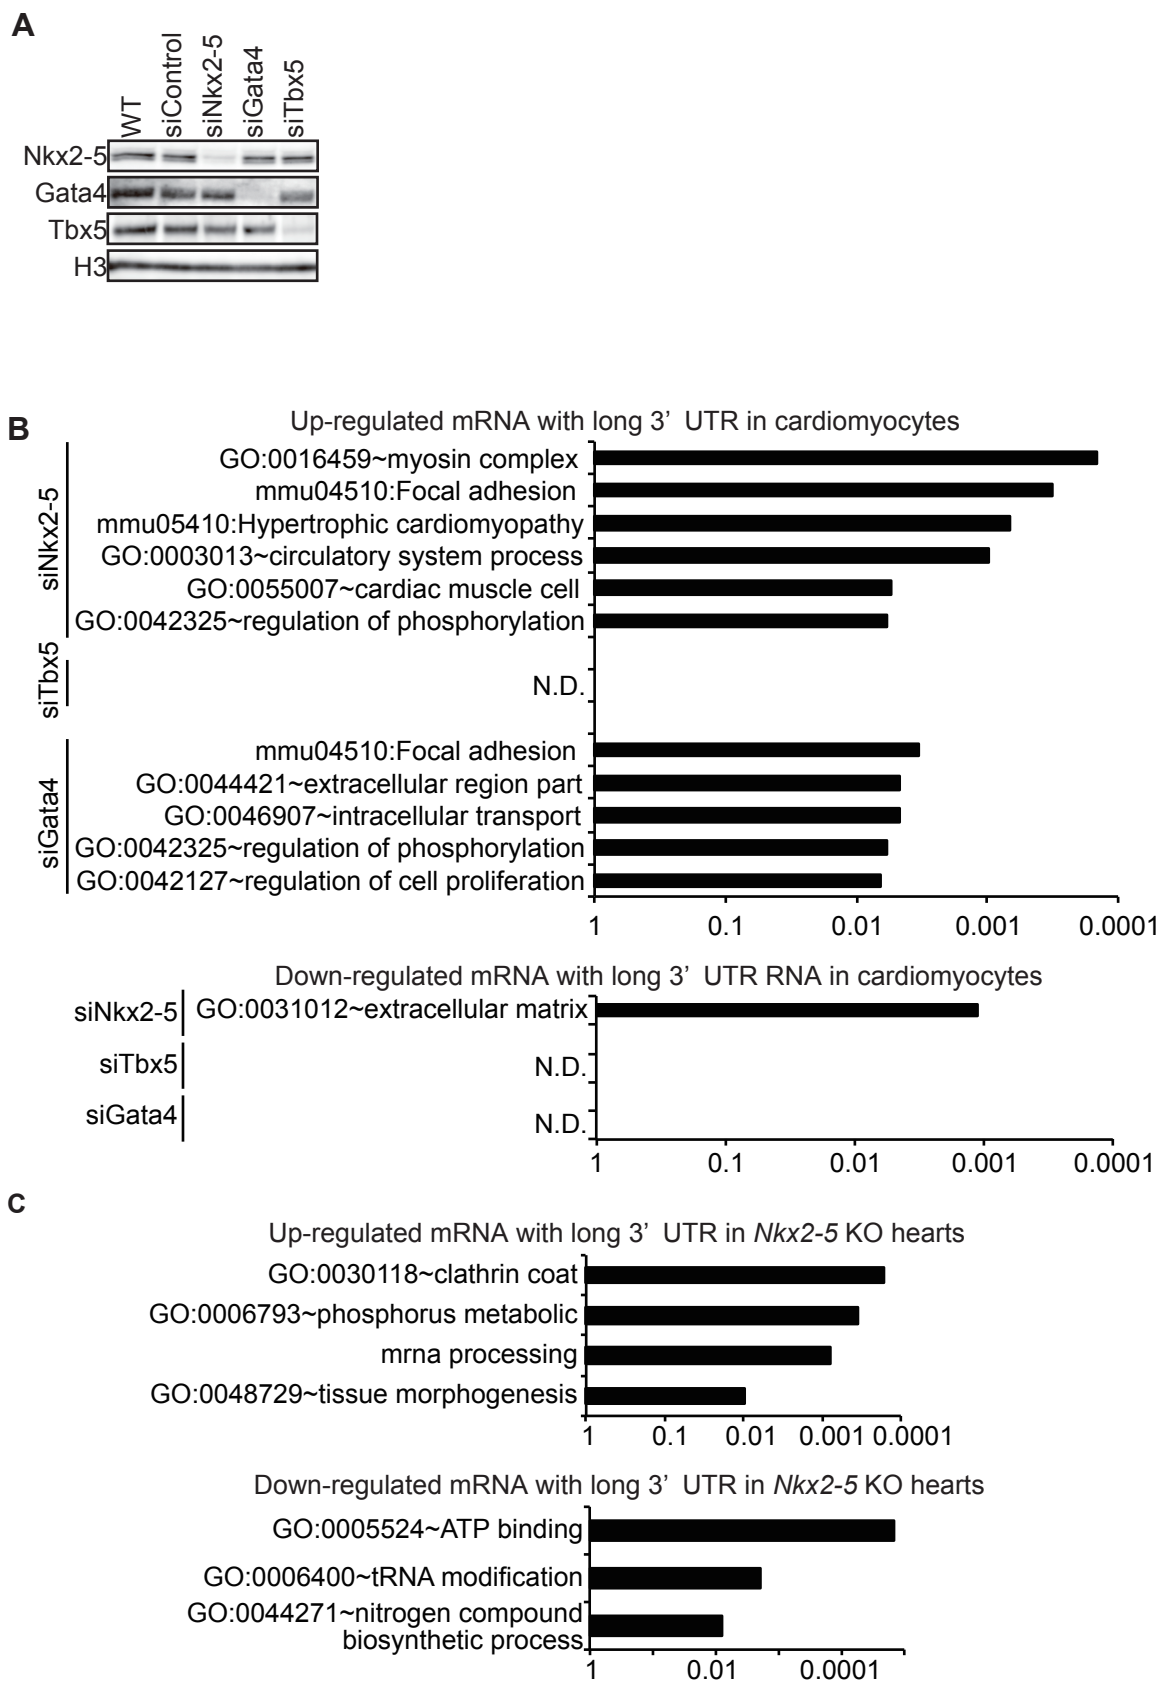 A
WT
siControl
siNkx2-5
siGata4
siTbx5
Nkx2-5
Gata4
Tbx5
H3
B
Up-regulated mRNA with long 3’ UTR in cardiomyocytes
siNkx2-5
GO:0016459~myosin complex
mmu04510:Focal adhesion
mmu05410:Hypertrophic cardiomyopathy
GO:0003013~circulatory system process
GO:0055007~cardiac muscle cell
GO:0042325~regulation of phosphorylation
siTbx5
N.D.
siGata4
mmu04510:Focal adhesion
GO:0044421~extracellular region part
GO:0046907~intracellular transport
GO:0042325~regulation of phosphorylation
GO:0042127~regulation of cell proliferation
1 0.1 0.01 0.001 0.0001
Down-regulated mRNA with long 3’ UTR RNA in cardiomyocytes
siNkx2-5 GO:0031012~extracellular matrix
siTbx5 N.D.
siGata4 N.D.
1 0.1 0.01 0.001 0.0001
C
Up-regulated mRNA with long 3’ UTR in Nkx2-5 KO hearts
GO:0030118~clathrin coat
GO:0006793~phosphorus metabolic
mrna processing
GO:0048729~tissue morphogenesis
1 0.1 0.01 0.001 0.0001
Down-regulated mRNA with long 3’ UTR in Nkx2-5 KO hearts
GO:0005524~ATP binding
GO:0006400~tRNA modification
GO:0044271~nitrogen compound
biosynthetic process
1 0.01 0.0001